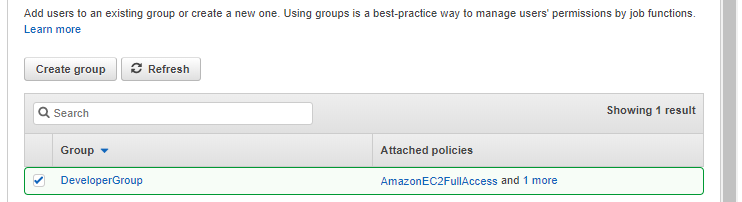 Add users to an existing group or create a new one. Using groups is a best-practice way to manage users' permissions by job functions.
Learn more
Create group Refresh
Search Showing 1 result
Group Attached policies
DeveloperGroup AmazonEC2FullAccess and 1 more